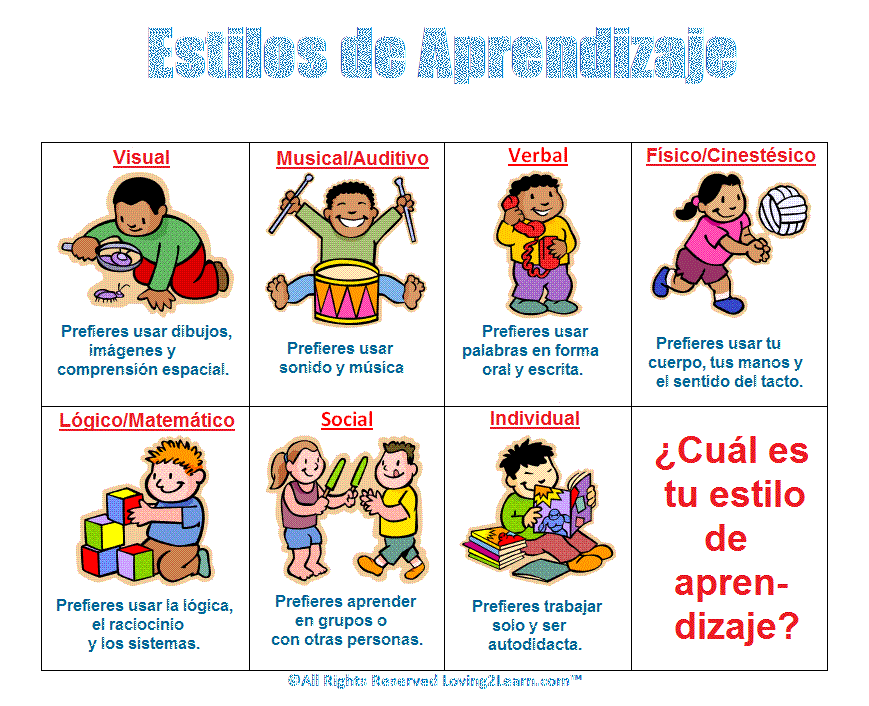 Estilos de Aprendizaje
Visual
Prefieres usar dibujos,
imágenes y
comprensión espacial.
Musical/Auditivo
Prefieres usar
sonido y música
Verbal
Prefieres usar
palabras en forma
oral y escrita.
Físico/Cinestésico
Prefieres usar tu
cuerpo, tus manos y
el sentido del tacto.
Lógico/Matemático
Prefieres usar la lógica,
el raciocinio
y los sistemas.
Social
Prefieres aprender
en grupos o
con otras personas.
Individual
Prefieres trabajar
solo y ser
autodidacta.
¿Cuál es
tu estilo
de
apren-
dizaje?
©All Rights Reserved Loving2Learn.com™